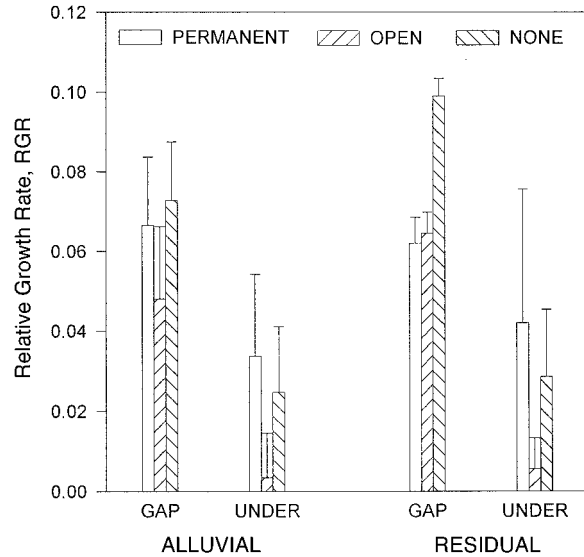 0.12
PERMANENT OPEN NONE
0.10
0.08
0.06
0.04
0.02
0.00
Relative Growth Rate, RGR
GAP UNDER GAP UNDER
ALLUVIAL RESIDUAL